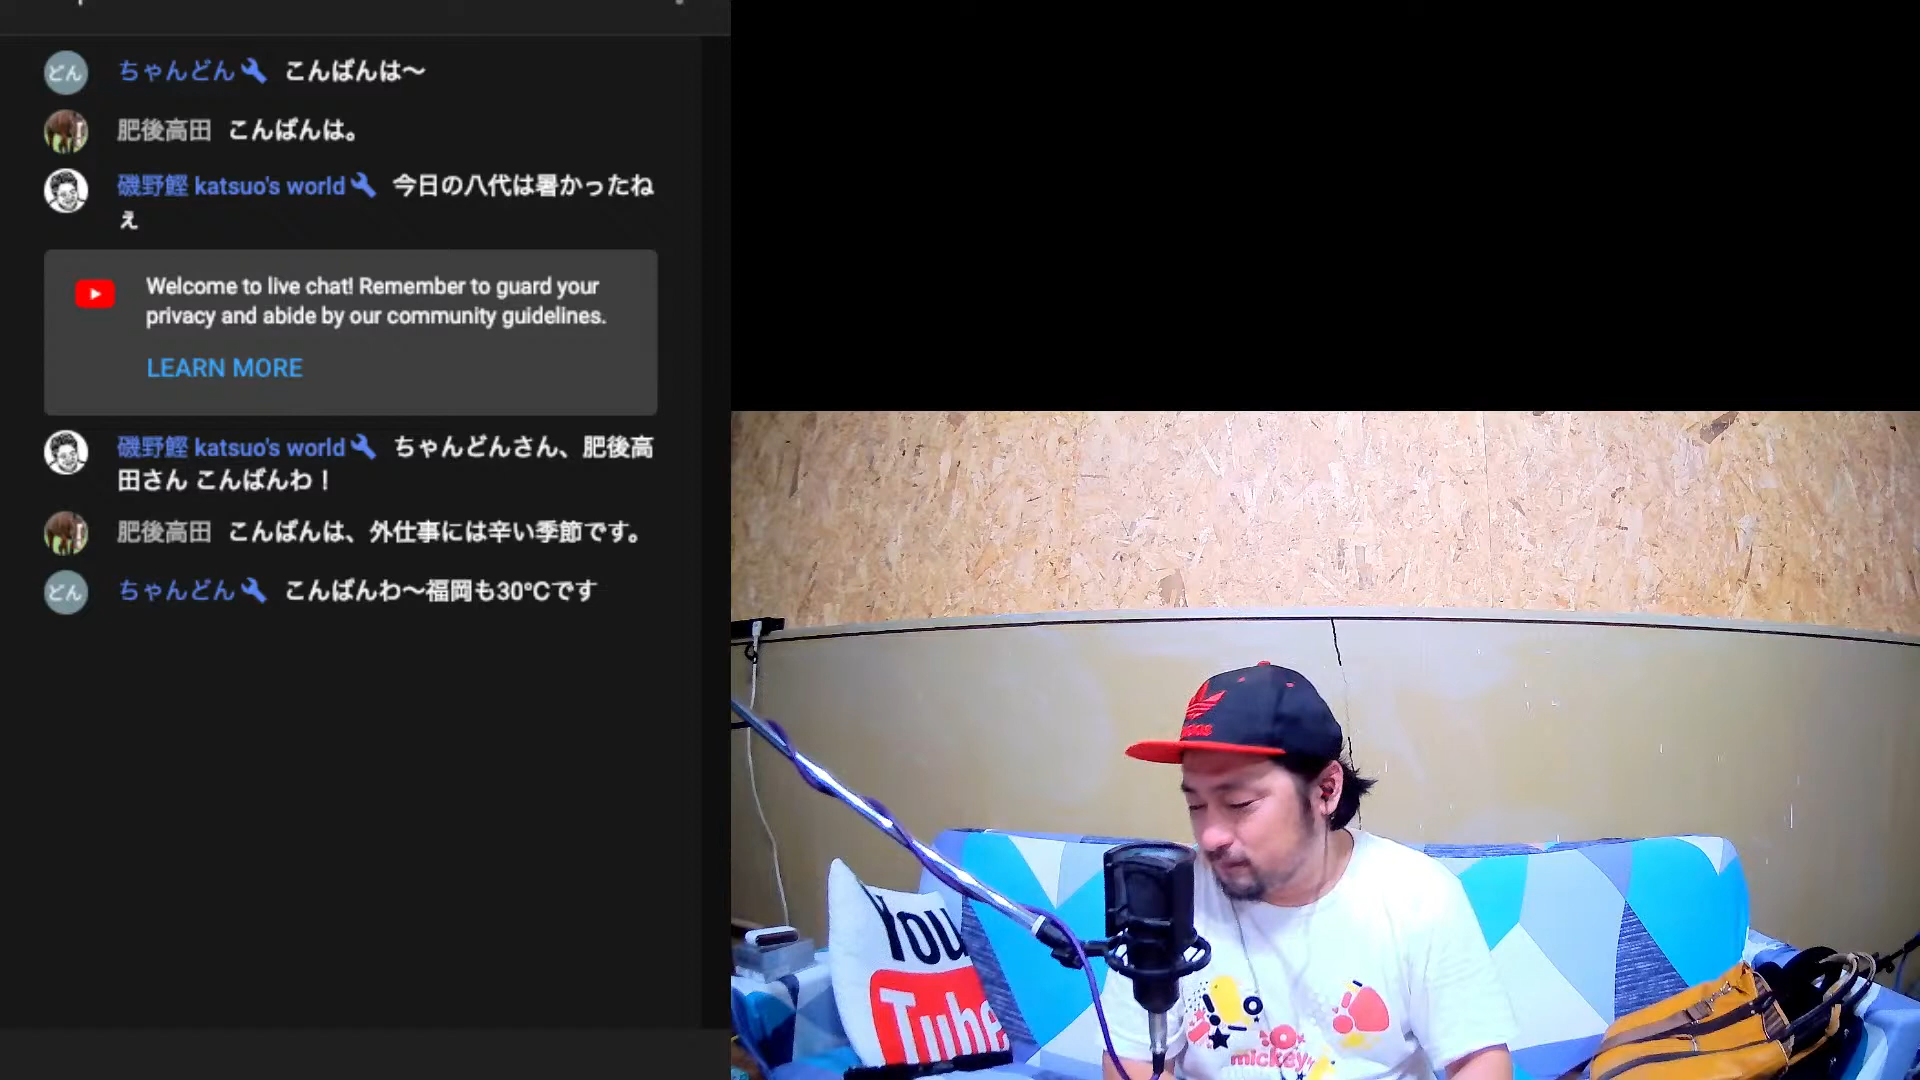 どん ちゃんどん こんばんは〜
肥後高田 こんばんは。
磯野鰹 katsuo's world 今日の八代は暑かったね
ぇ
Welcome to live chat! Remember to guard your
privacy and abide by our community guidelines.
LEARN MORE
磯野鰹 katsuo's world ちゃんどんさん、肥後高
田さん こんばんわ！
肥後高田 こんばんは、外仕事には辛い季節です。
どん ちゃんどん こんばんわ〜福岡も30°Cです
You
Tube
mickey